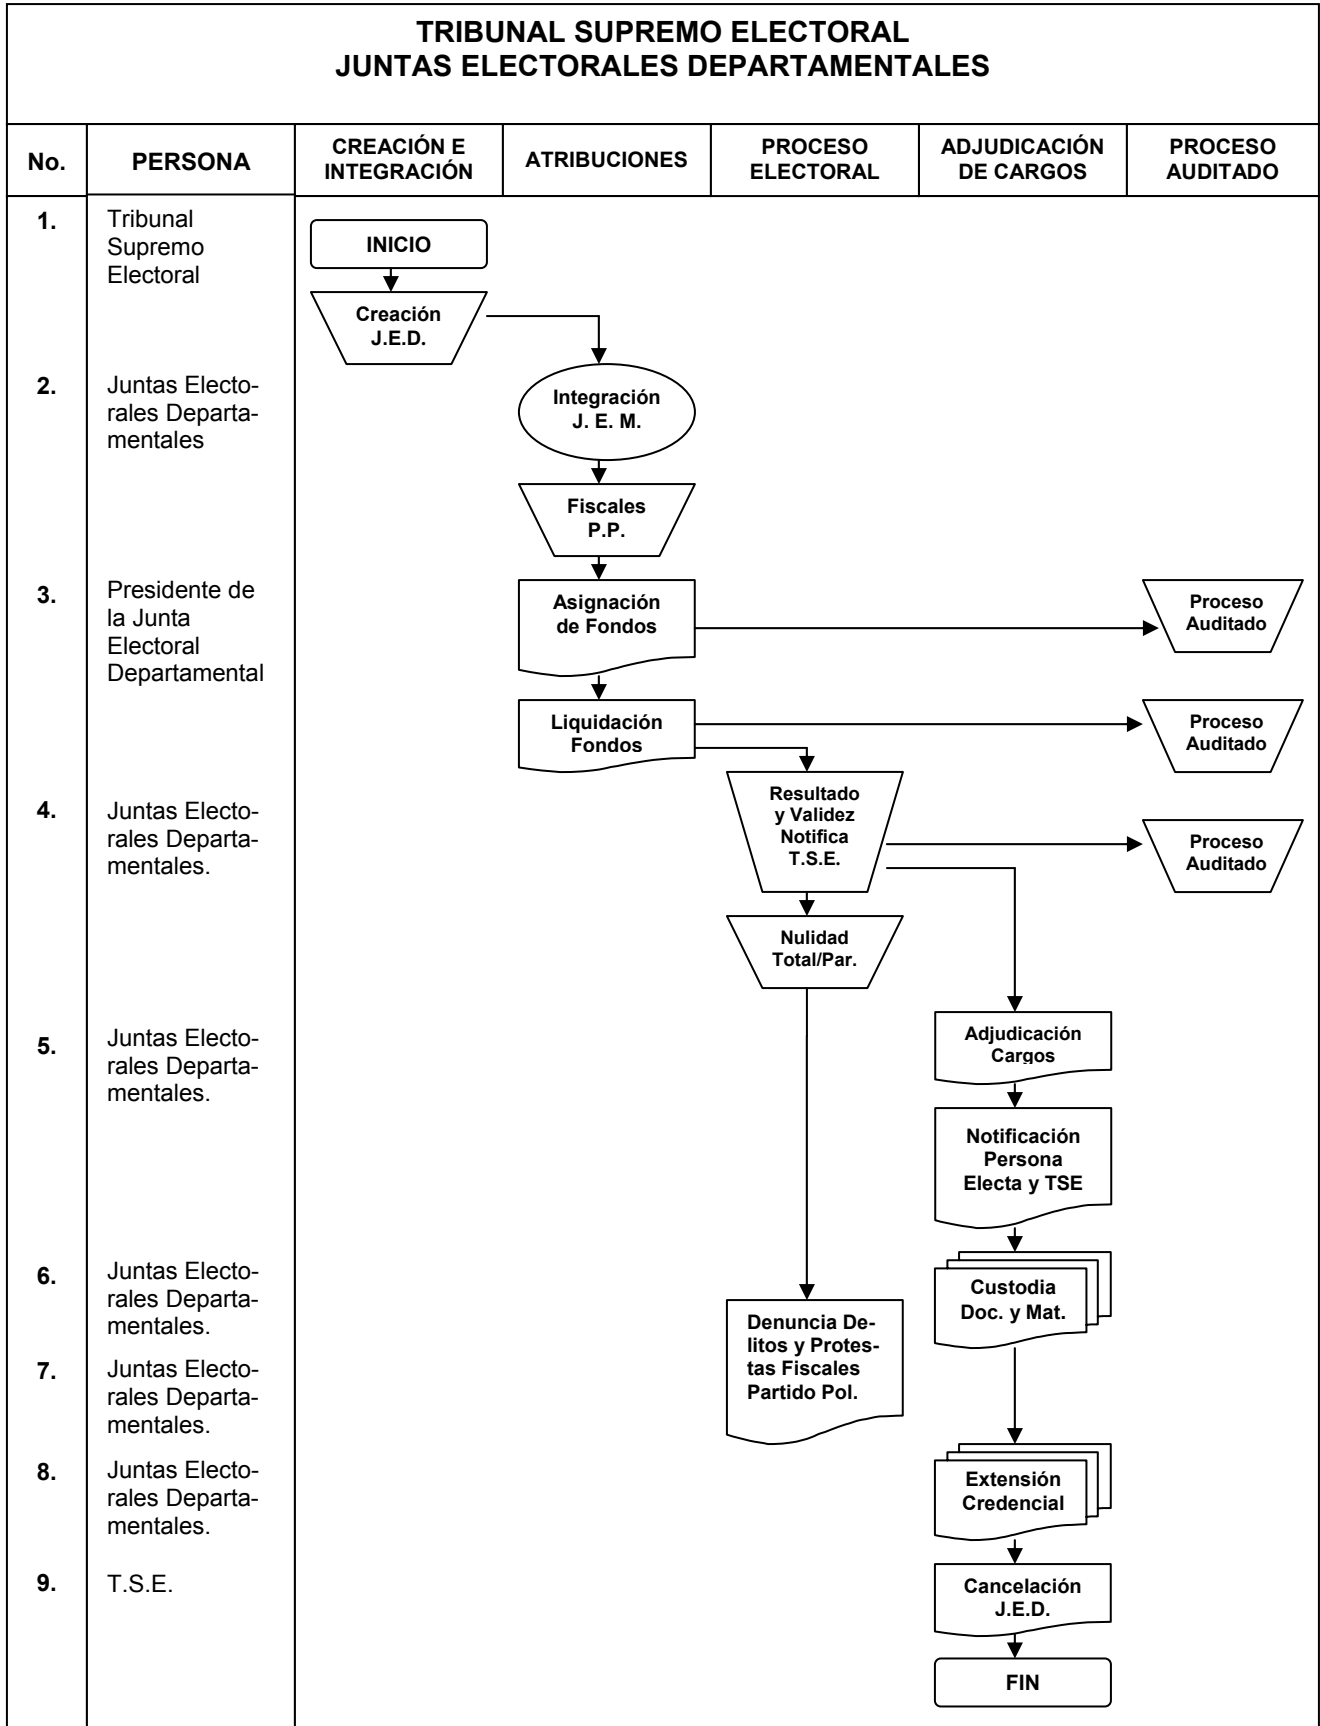 TRIBUNAL SUPREMO ELECTORAL
JUNTAS ELECTORALES DEPARTAMENTALES
No.
PERSONA
CREACIÓN E
INTEGRACIÓN
ATRIBUCIONES
PROCESO
ELECTORAL
ADJUDICACIÓN
DE CARGOS
PROCESO
AUDITADO
1.
Tribunal
Supremo
Electoral
INICIO
Creación
J.E.D.
2.
Juntas Electo-
rales Departa-
mentales
Integración
J. E. M.
Fiscales
P.P.
3.
Presidente de
la Junta
Electoral
Departamental
Asignación
de Fondos
Proceso
Auditado
Liquidación
Fondos
Proceso
Auditado
4.
Juntas Electo-
rales Departa-
mentales.
Resultado
y Validez
Notifica
T.S.E.
Proceso
Auditado
Nulidad
Total/Par.
5.
Juntas Electo-
rales Departa-
mentales.
Adjudicación
Cargos
Notificación
Persona
Electa y TSE
6.
Juntas Electo-
rales Departa-
mentales.
Custodia
Doc. y Mat.
Denuncia De-
litos y Protes-
tas Fiscales
Partido Pol.
7.
Juntas Electo-
rales Departa-
mentales.
8.
Juntas Electo-
rales Departa-
mentales.
Extensión
Credencial
9.
T.S.E.
Cancelación
J.E.D.
FIN